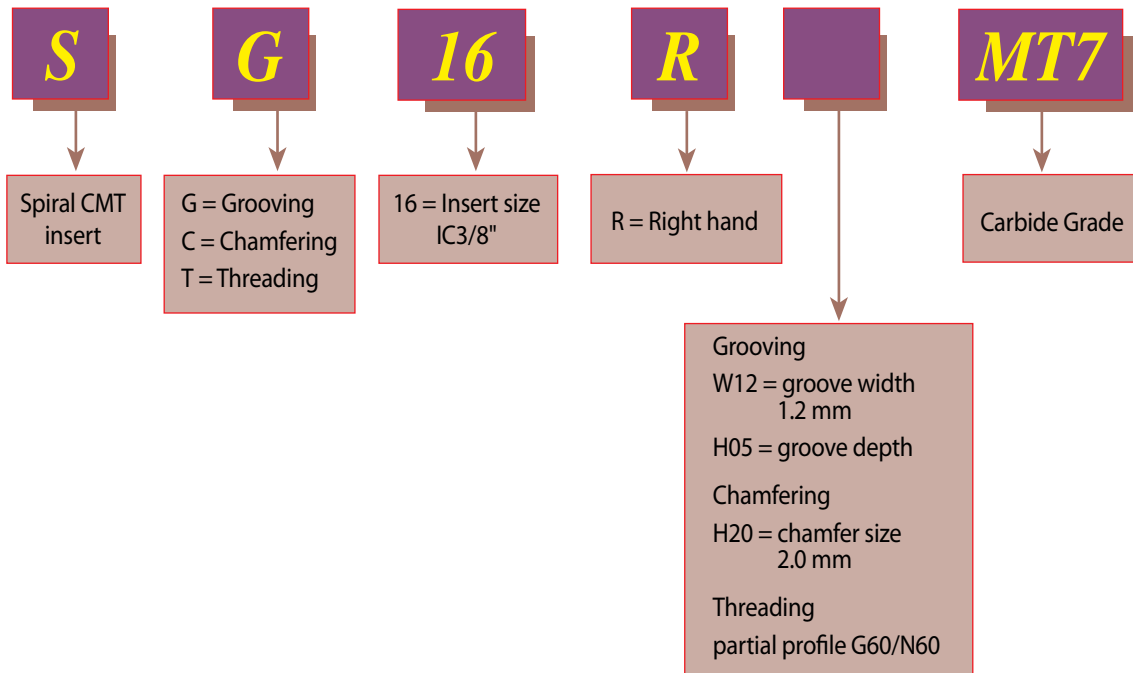 S
G
16
R
MT7
Spiral CMT
insert
G = Grooving
C = Chamfering
T = Threading
16 = Insert size
IC3/8"
R = Right hand
Carbide Grade
Grooving
W12 = groove width
1.2 mm
H05 = groove depth
Chamfering
H20 = chamfer size
2.0 mm
Threading
partial profile G60/N60